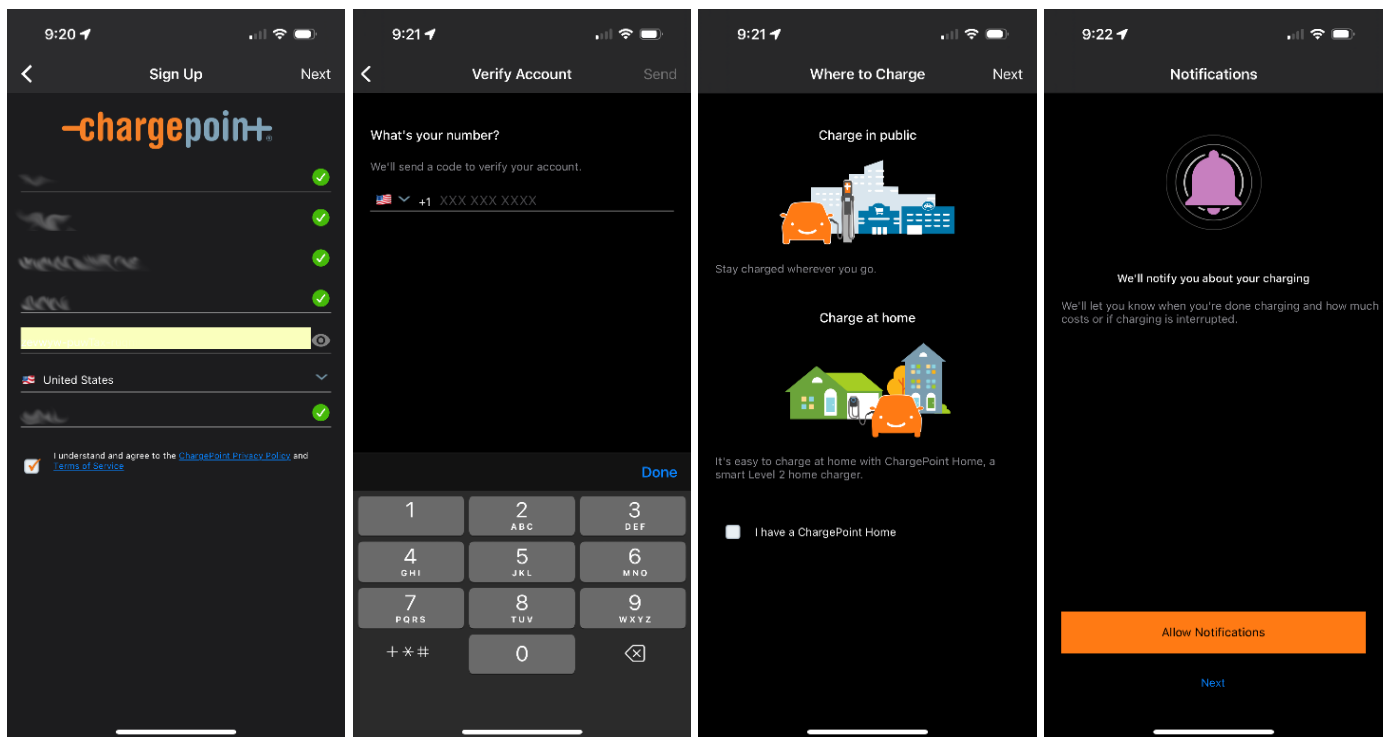 9:20
Sign Up
Next
chargepoint
United States
I understand and agree to the ChargePoint Privacy Policy and
Terms of Service
9:21
Verify Account
Send
What's your number?
We'll send a code to verify your account.
+1 XXX XXX XXXX
Done
1
2
ABC
3
DEF
4
GHI
5
JKL
6
MNO
7
PQRS
8
TUV
9
WXYZ
+*#
0
9:21
Where to Charge
Next
Charge in public
Stay charged wherever you go.
Charge at home
It's easy to charge at home with ChargePoint Home, a
smart Level 2 home charger.
I have a ChargePoint Home
9:22
Notifications
We'll notify you about your charging
We'll let you know when you're done charging and how much
costs or if charging is interrupted.
Allow Notifications
Next